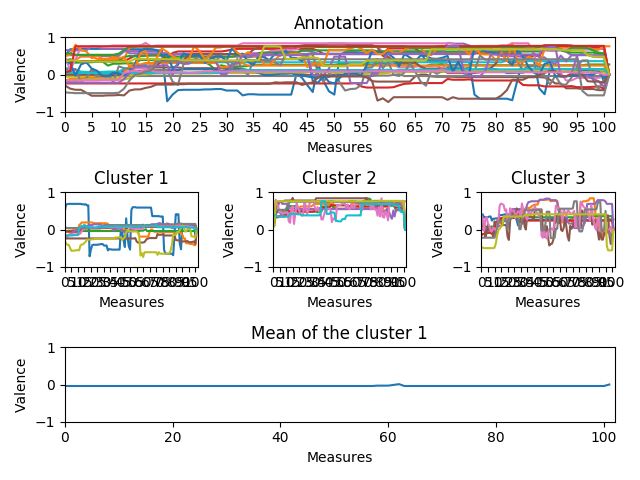 Annotation
1
0
−1
Valence
0 5 10 15 20 25 30 35 40 45 50 55 60 65 70 75 80 85 90 95 100
Measures
Cluster 1 Cluster 2 Cluster 3
1 1 1
0 0 0
−1 −1 −1
Valence Valence Valence
Measures Measures Measures
Mean of the cluster 1
1
0
−1
Valence
0 20 40 60 80 100
Measures